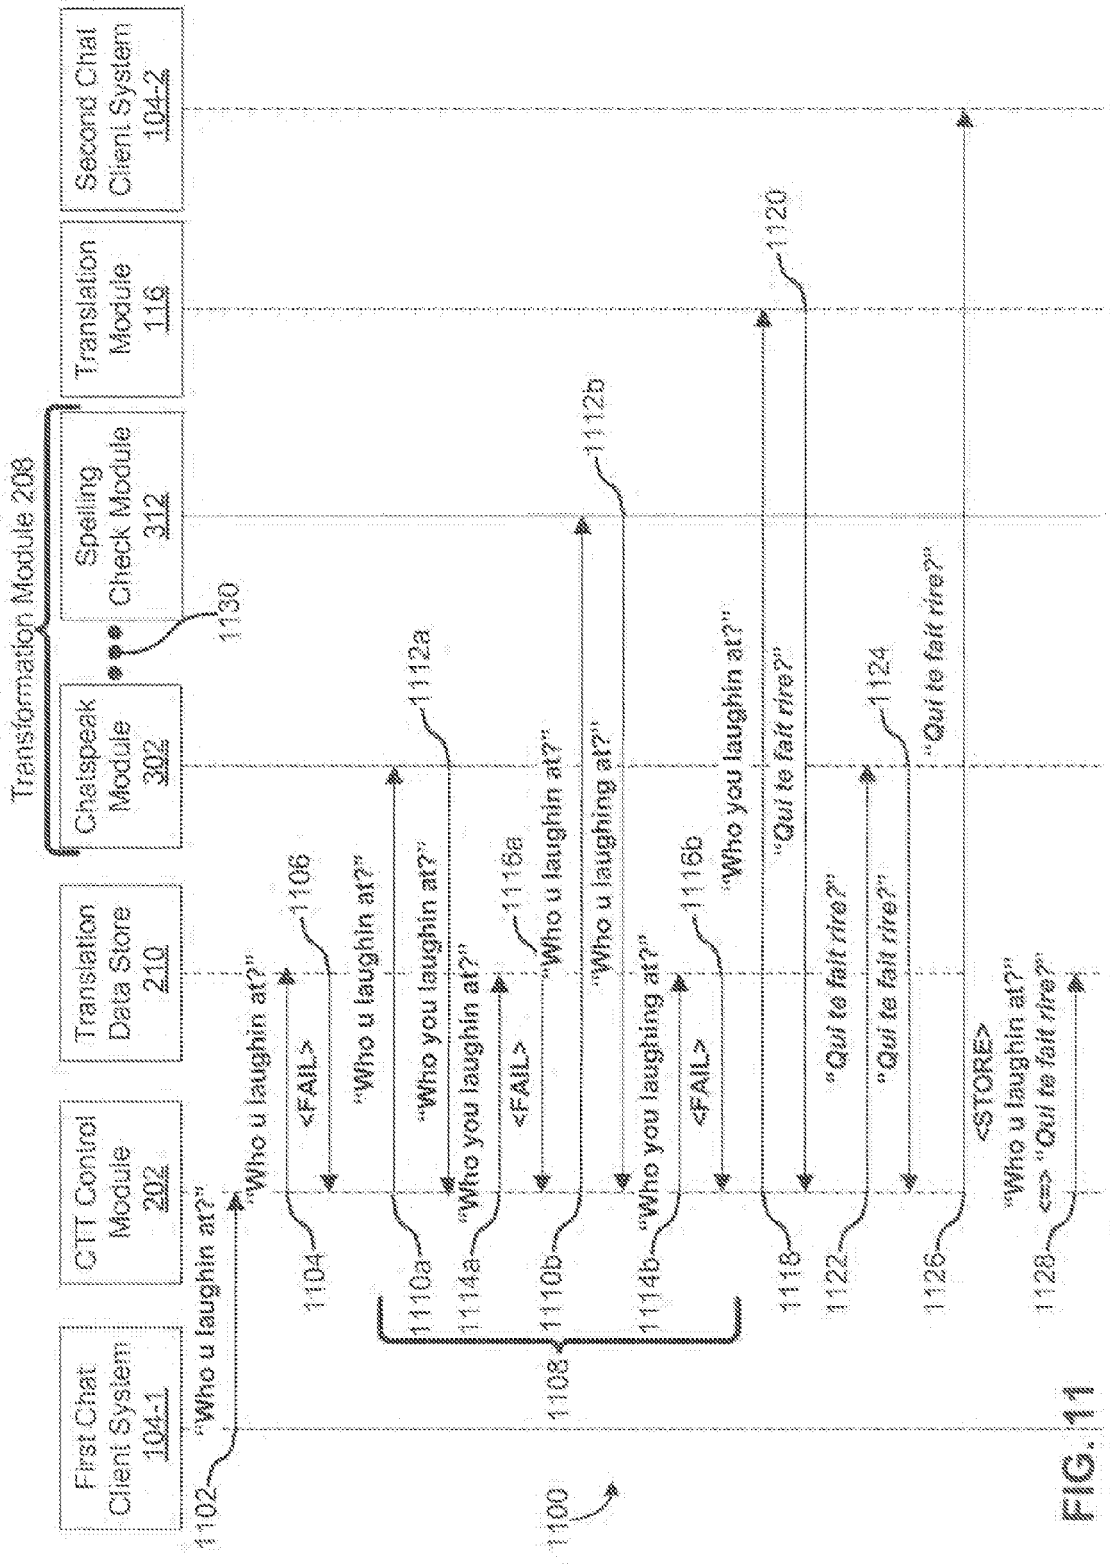 Transformation Module 208
First Chat
Client System
104-1
CTT Control
Module
202
Translation
Data Store
210
Chatspeak
Module
302
1130
Spelling
Check Module
312
Translation
Module
116
Second Chat
Client System
104-2
1102
"Who u laughin at?"
"Who u laughin at?"
1104
<FAIL>
1106
"Who u laughin at?"
1110a
"Who you laughin at?"
1112a
"Who you laughin at?"
1114a
<FAIL>
1116a
"Who u laughin at?"
1110b
"Who u laughing at?"
1112b
"Who you laughing at?"
1114b
<FAIL>
1116b
1108
1100
"Who you laughin at?"
1118
"Qui te fait rire?"
1120
"Qui te fait rire?"
1122
"Qui te fait rire?"
1124
"Qui te fait rire?"
1126
<STORE>
"Who u laughin at?"
<=> "Qui te fait rire?"
1128
FIG. 11